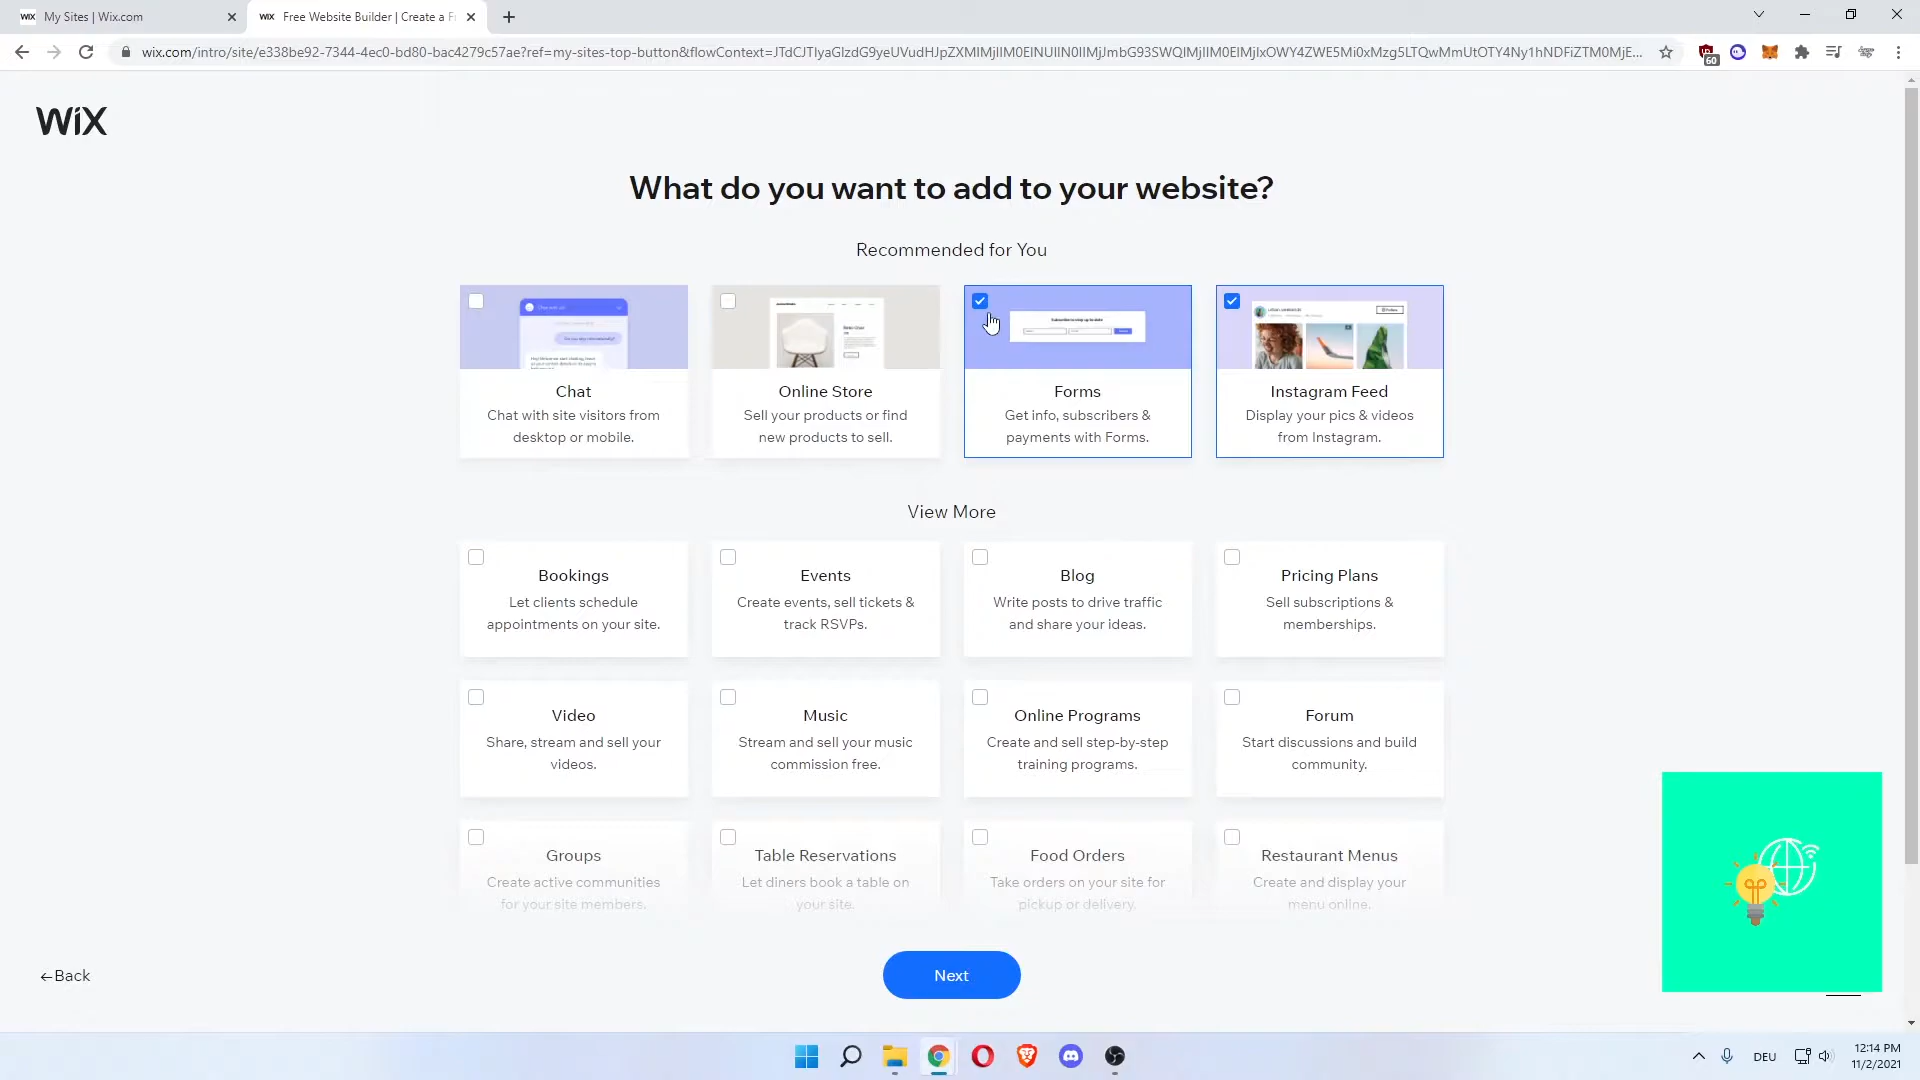 WiX My Sites | Wix.com
WiX Free Website Builder | Create a Fr
wix.com/intro/site/e338be92-7344-4ec0-bd80-bac4279c57ae?ref=my-sites-top-button&flowContext=
60
WiX
What do you want to add to your website?
Recommended for You
Chat
Chat with site visitors from
desktop or mobile.
Online Store
Sell your products or find
new products to sell.
Forms
Get info, subscribers &
payments with Forms.
Instagram Feed
Display your pics & videos
from Instagram.
View More
Bookings
Let clients schedule
appointments on your site.
Events
Create events, sell tickets &
track RSVPs.
Blog
Write posts to drive traffic
and share your ideas.
Pricing Plans
Sell subscriptions &
memberships.
Video
Share, stream and sell your
videos.
Music
Stream and sell your music
commission free.
Online Programs
Create and sell step-by-step
training programs.
Forum
Start discussions and build
community.
Groups
Create active communities
for your site members.
Table Reservations
Let diners book a table on
your site.
Food Orders
Take orders on your site for
pickup or delivery.
Restaurant Menus
Create and display your
menu online.
←Back
Next
DEU
12:14 PM
11/2/2021